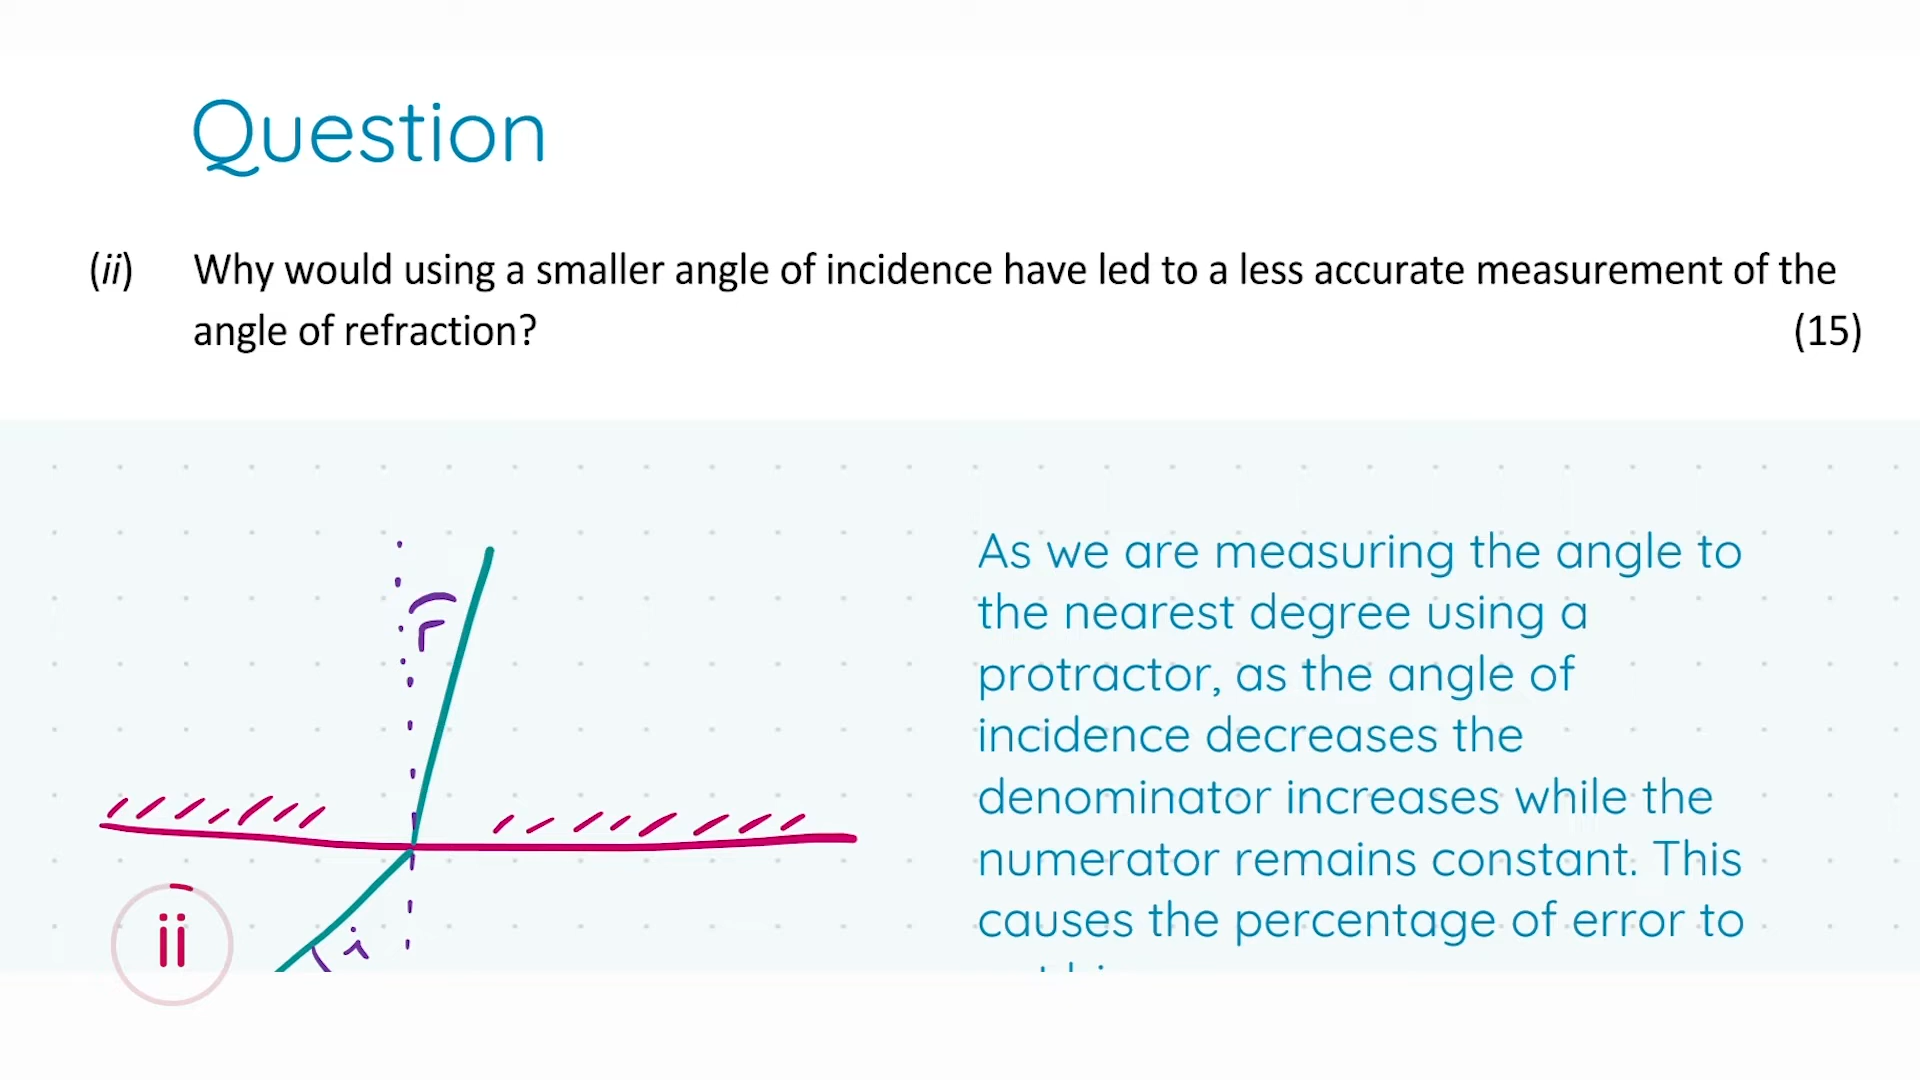 Question
(ii) Why would using a smaller angle of incidence have led to a less accurate measurement of the
angle of refraction? (15)
r
As we are measuring the angle to
the nearest degree using a
protractor, as the angle of
incidence decreases the
denominator increases while the
numerator remains constant. This
causes the percentage of error to
i
ii